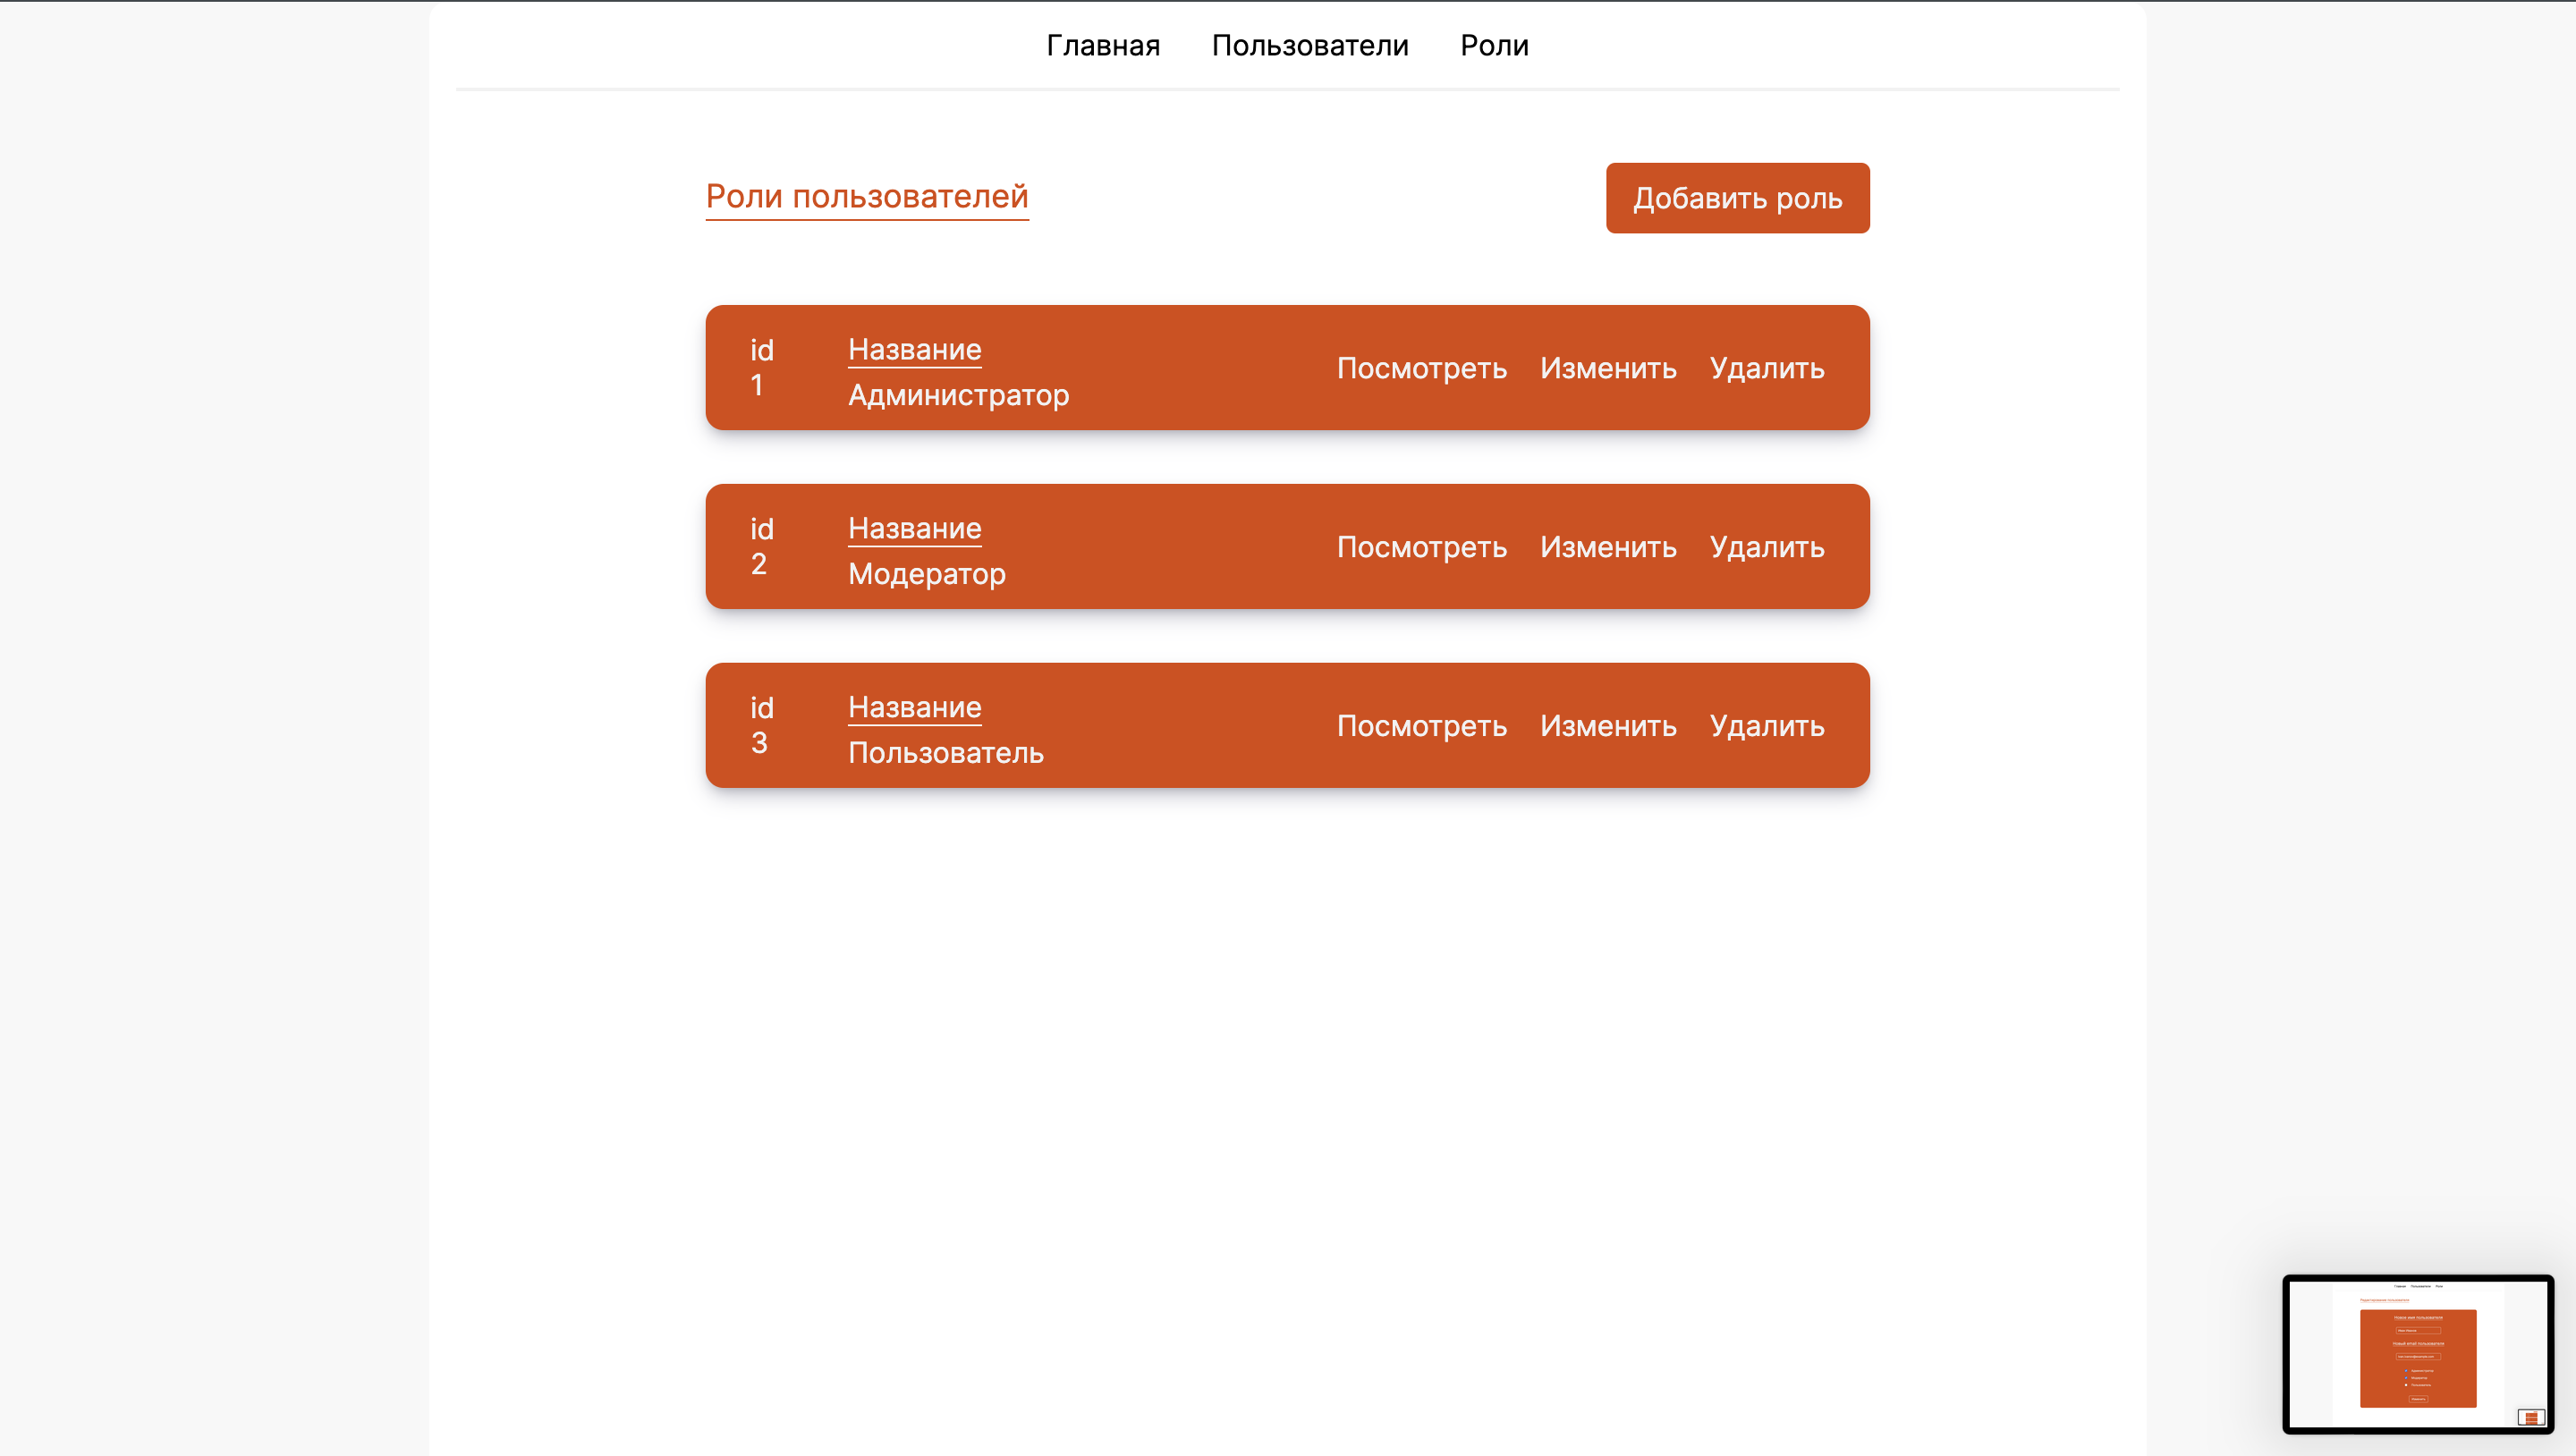 Главная Пользователи Роли
Роли пользователей Добавить роль
id Название
1 Администратор
Посмотреть Изменить Удалить
id Название
2 Модератор
Посмотреть Изменить Удалить
id Название
3 Пользователь
Посмотреть Изменить Удалить